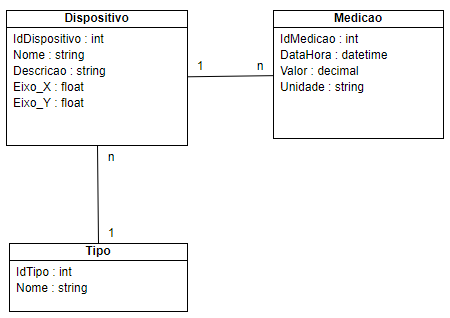 Dispositivo
IdDispositivo : int
Nome : string
Descricao : string
Eixo_X : float
Eixo_Y : float
1
n
Medicao
IdMedicao : int
DataHora : datetime
Valor : decimal
Unidade : string
n
1
Tipo
IdTipo : int
Nome : string